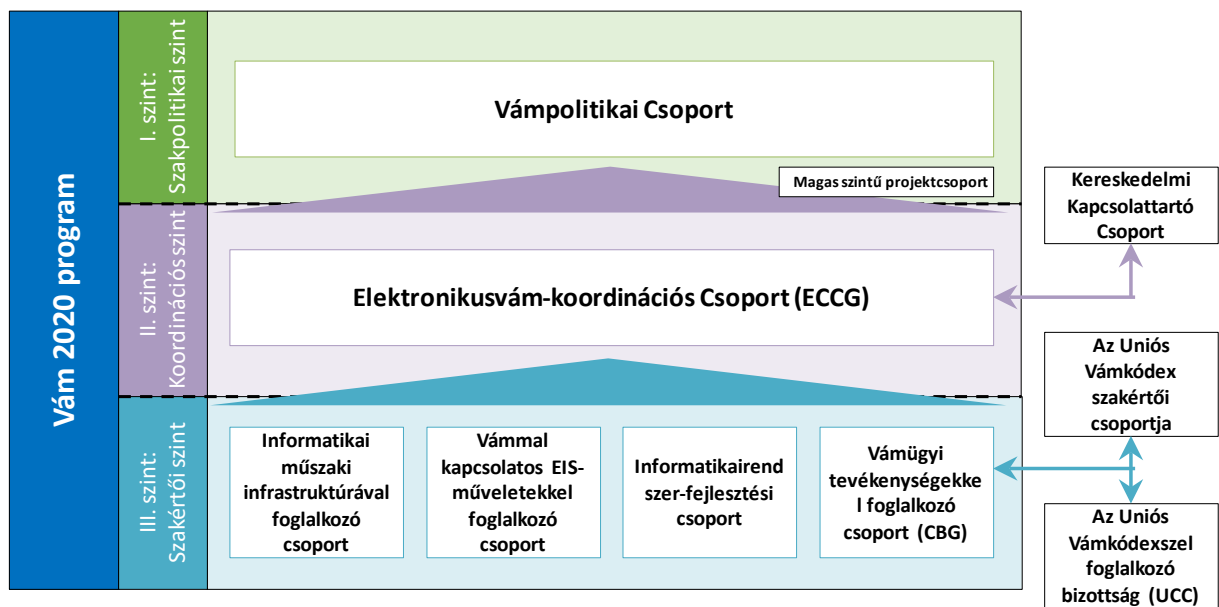 Vám 2020 program
I. szint:
Szakpolitikai szint
Vámpolitikai Csoport
Magas szintű projektcsoport
II. szint:
Koordinációs szint
Elektronikusvám-koordinációs Csoport (ECCG)
Kereskedelmi
Kapcsolattartó
Csoport
III. szint:
Szakértői szint
Informatikai
műszaki
infrastruktúrával
foglalkozó
csoport
Vámmal
kapcsolatos EIS-
műveletekkel
foglalkozó
csoport
Informatikairend
szer-fejlesztési
csoport
Vámügyi
tevékenységekke
l foglalkozó
csoport (CBG)
Az Uniós
Vámkódex
szakértői
csoportja
Az Uniós
Vámkódexszel
foglalkozó
bizottság (UCC)